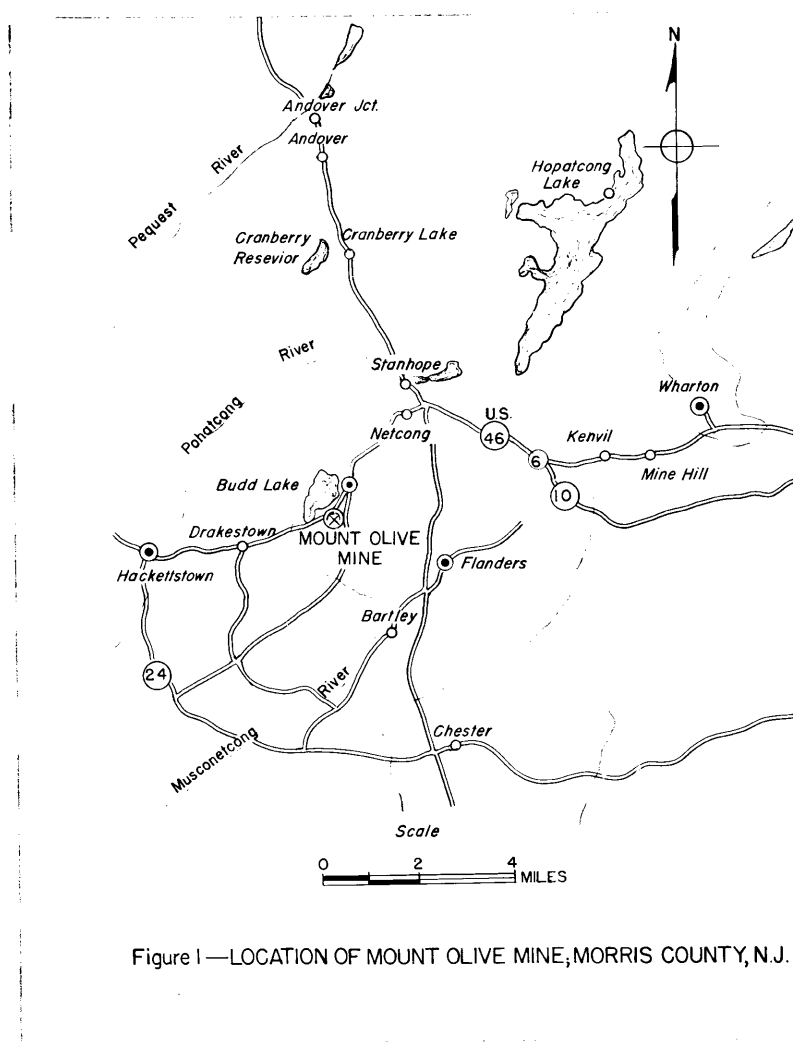 N
Andover Jct.
Andover
River
Pequest
Hopatcong
Lake
Cranberry
Resevior
Cranberry Lake
River
Pohatcong
Stanhope
Netcong
U.S.
46
6
10
Kenvil
Wharton
Mine Hill
Budd Lake
Drakestown
MOUNT OLIVE
MINE
Hackettstown
Flanders
Bartley
24
River
Musconetcong
Chester
Scale
0 2 4
MILES
Figure 1—LOCATION OF MOUNT OLIVE MINE; MORRIS COUNTY, N.J.